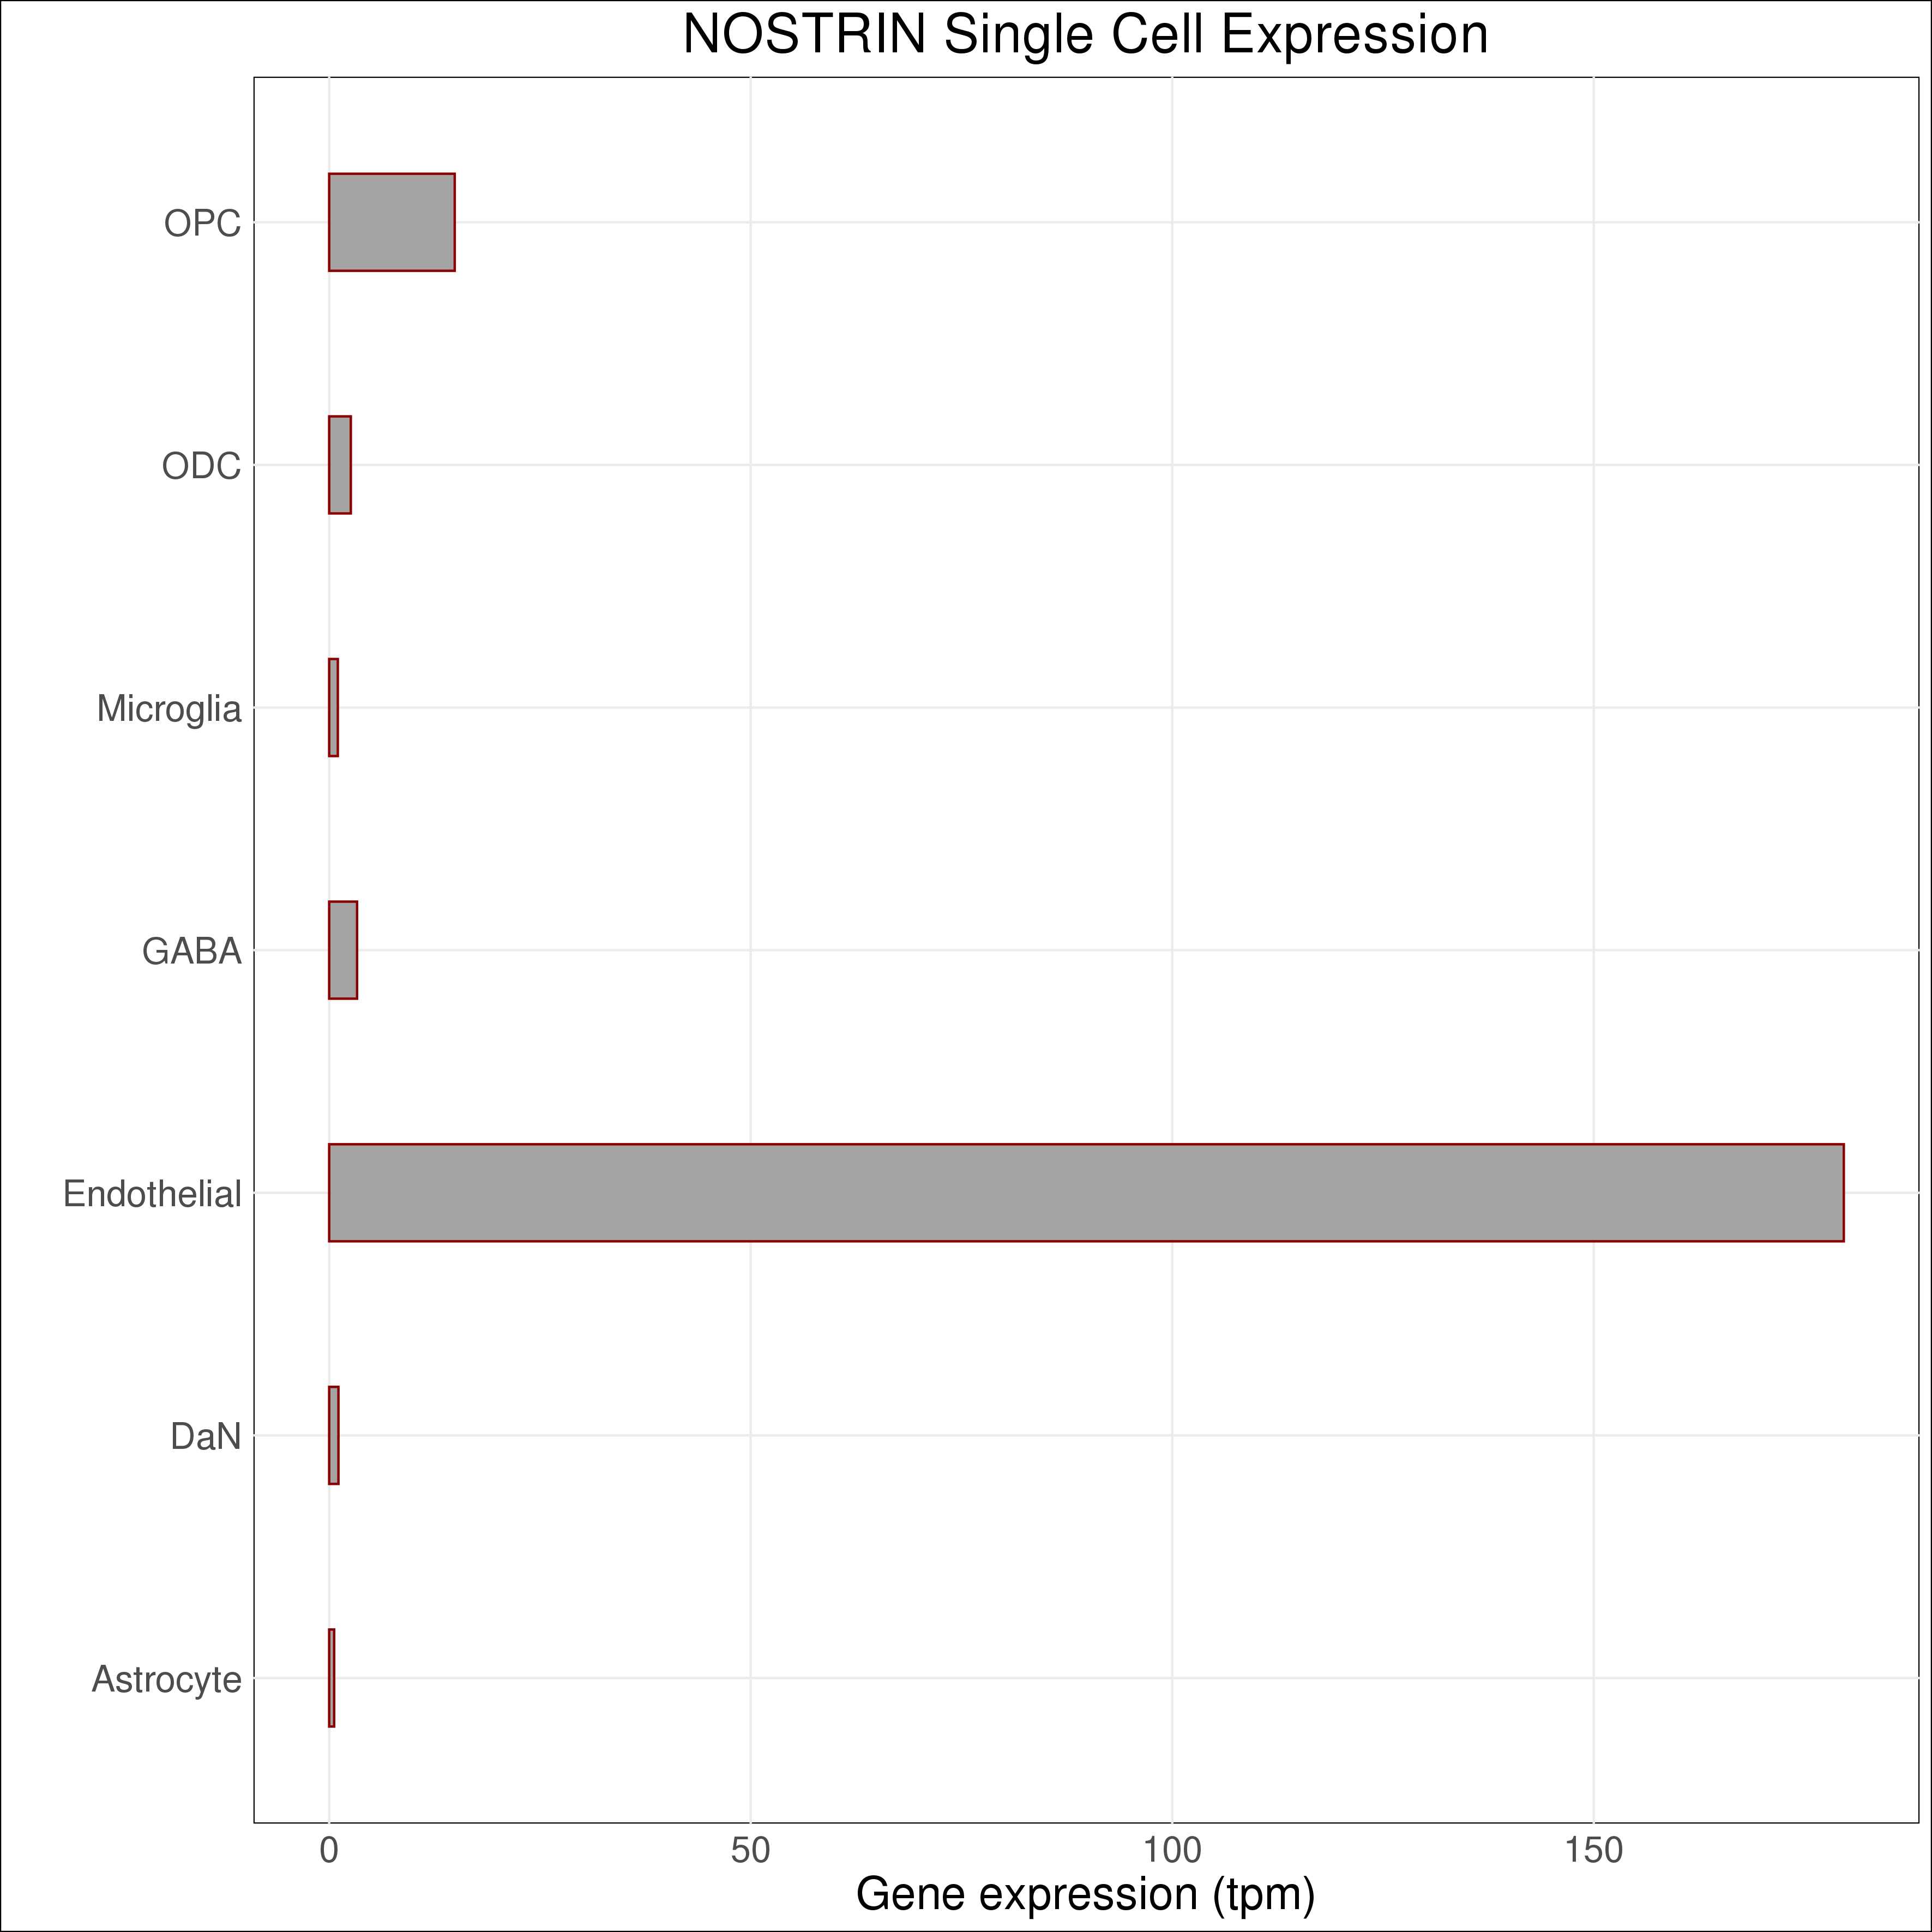 NOSTRIN Single Cell Expression
OPC
ODC
Microglia
GABA
Endothelial
DaN
Astrocyte
0 50 100 150
Gene expression (tpm)